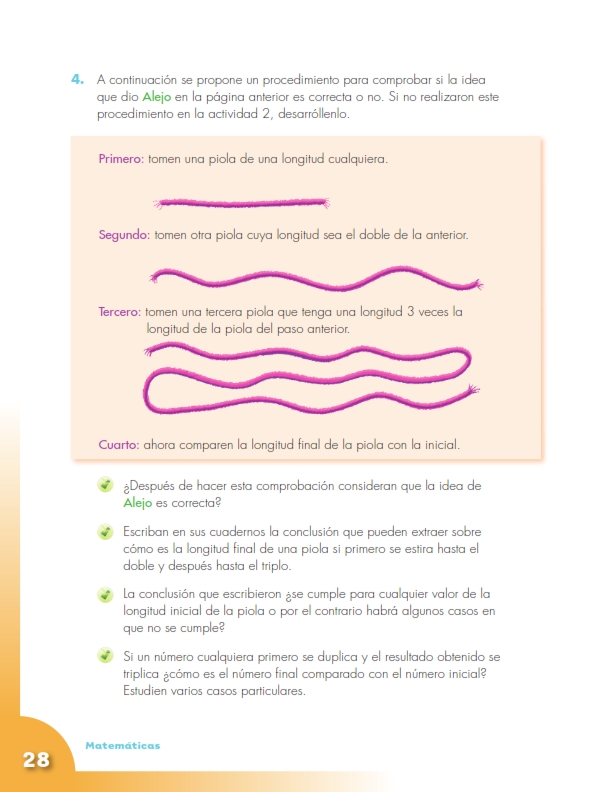 4. A continuación se propone un procedimiento para comprobar si la idea
que dio Alejo en la página anterior es correcta o no. Si no realizaron este
procedimiento en la actividad 2, desarróllenlo.
Primero: tomen una piola de una longitud cualquiera.
Segundo: tomen otra piola cuya longitud sea el doble de la anterior.
Tercero: tomen una tercera piola que tenga una longitud 3 veces la
longitud de la piola del paso anterior.
Cuarto: ahora comparen la longitud final de la piola con la inicial.
¿Después de hacer esta comprobación consideran que la idea de
Alejo es correcta?
Escriban en sus cuadernos la conclusión que pueden extraer sobre
cómo es la longitud final de una piola si primero se estira hasta el
doble y después hasta el triplo.
La conclusión que escribieron ¿se cumple para cualquier valor de la
longitud inicial de la piola o por el contrario habrá algunos casos en
que no se cumple?
Si un número cualquiera primero se duplica y el resultado obtenido se
triplica ¿cómo es el número final comparado con el número inicial?
Estudien varios casos particulares.
Matemáticas
28